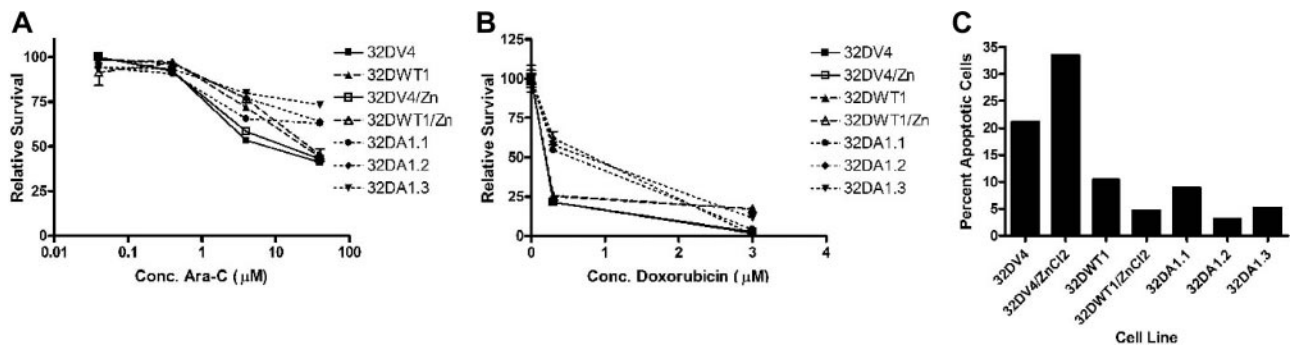 A
Relative Survival
100
75
50
25
0
0.01
0.1
1
10
100
Conc. Ara-C (μM)
32DV4
32DWT1
32DV4/Zn
32DWT1/Zn
32DA1.1
32DA1.2
32DA1.3
B
Relative Survival
125
100
75
50
25
0
0
1
2
3
4
Conc. Doxorubicin (μM)
32DV4
32DV4/Zn
32DWT1
32DWT1/Zn
32DA1.1
32DA1.2
32DA1.3
C
Percent Apoptotic Cells
35
30
25
20
15
10
5
0
32DV4
32DV4/ZnCl2
32DWT1
32DWT1/ZnCl2
32DA1.1
32DA1.2
32DA1.3
Cell Line